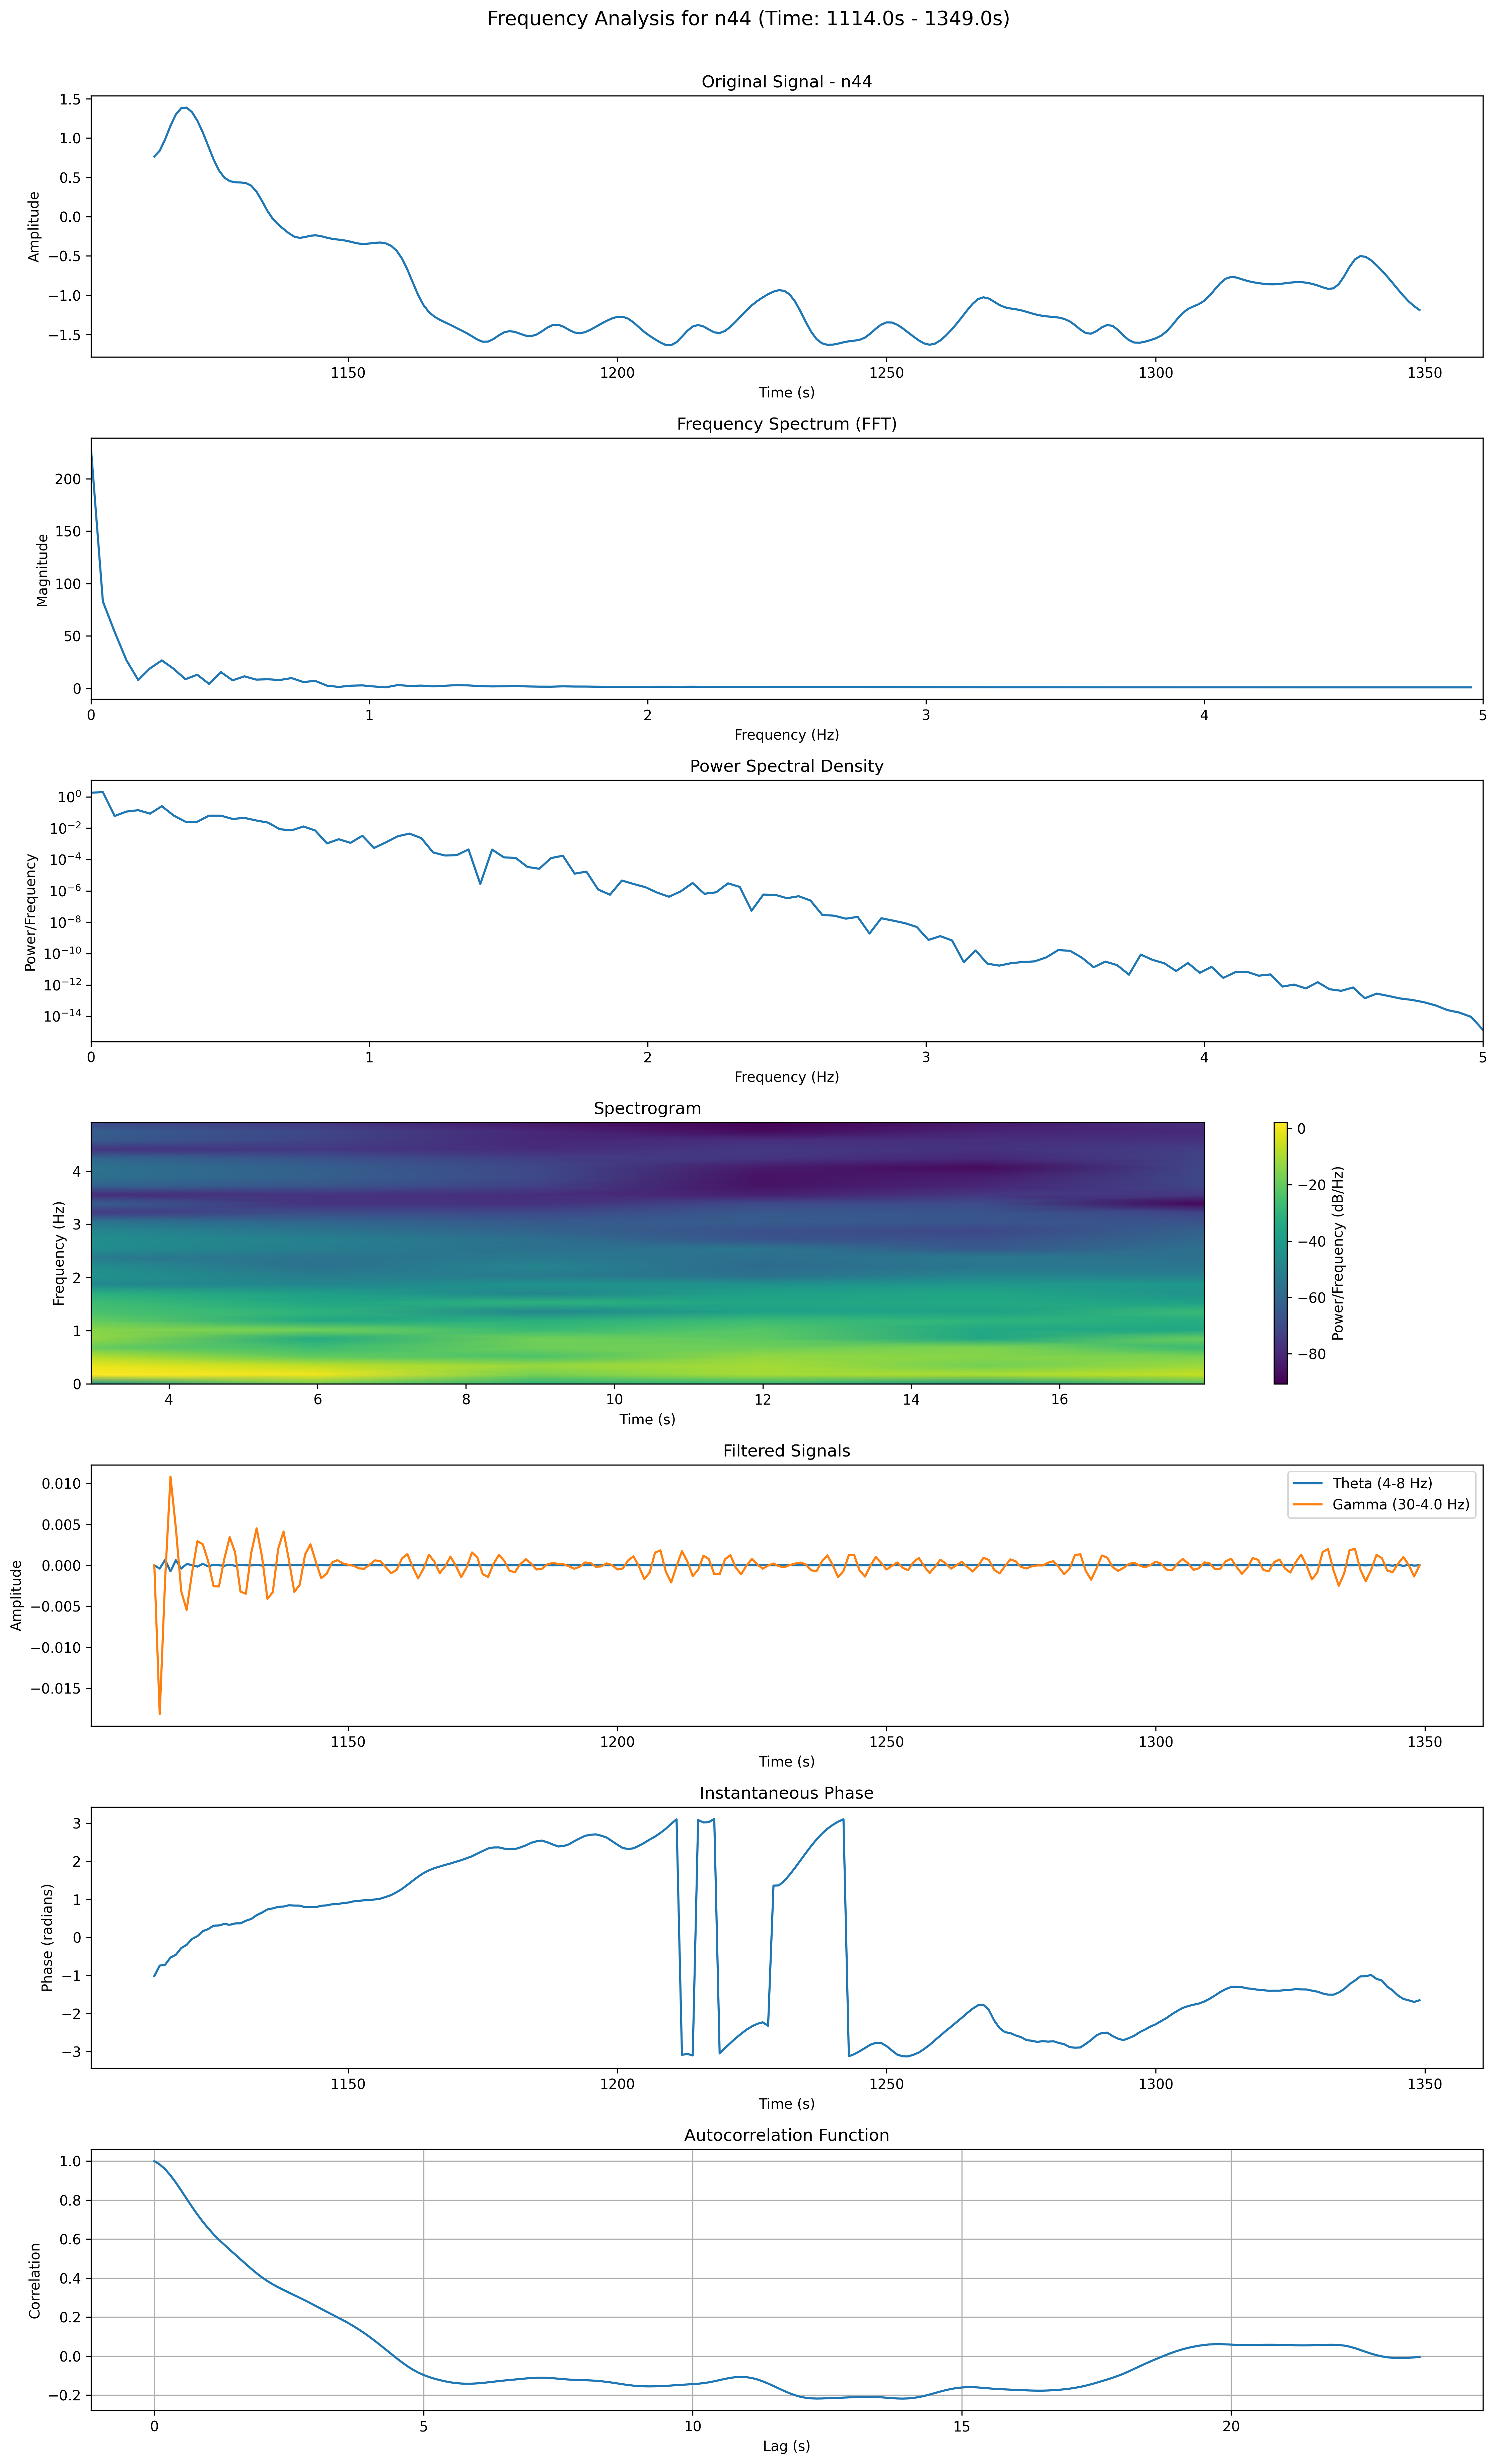 Frequency Analysis for n44 (Time: 1114.0s - 1349.0s)
Original Signal - n44
1.5
1.0
0.5
0.0
−0.5
−1.0
−1.5
Amplitude
1150 1200 1250 1300 1350
Time (s)
Frequency Spectrum (FFT)
200
150
100
50
0
Magnitude
0 1 2 3 4 5
Frequency (Hz)
Power Spectral Density
10⁰
10⁻²
10⁻⁴
10⁻⁶
10⁻⁸
10⁻¹⁰
10⁻¹²
10⁻¹⁴
Power/Frequency
0 1 2 3 4 5
Frequency (Hz)
Spectrogram
4
3
2
1
0
Frequency (Hz)
4 6 8 10 12 14 16
Time (s)
0
−20
−40
−60
−80
Power/Frequency (dB/Hz)
Filtered Signals
0.010
0.005
0.000
−0.005
−0.010
−0.015
Amplitude
Theta (4-8 Hz)
Gamma (30-4.0 Hz)
1150 1200 1250 1300 1350
Time (s)
Instantaneous Phase
3
2
1
0
−1
−2
−3
Phase (radians)
1150 1200 1250 1300 1350
Time (s)
Autocorrelation Function
1.0
0.8
0.6
0.4
0.2
0.0
−0.2
Correlation
0 5 10 15 20
Lag (s)